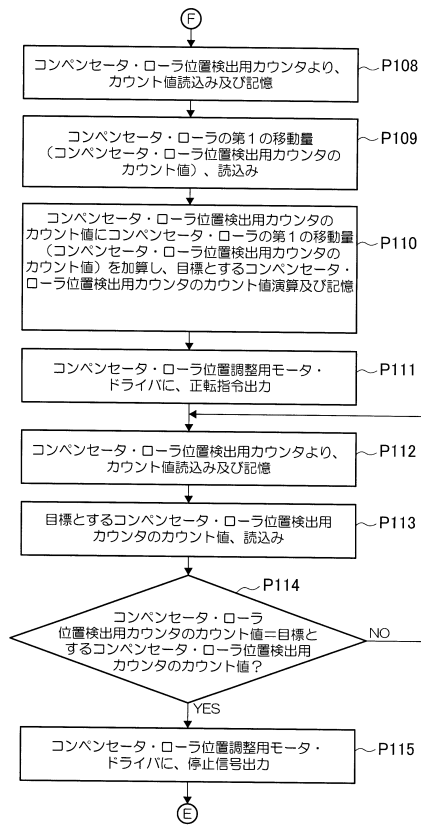 F
コンペンセータ・ローラ位置検出用カウンタより、
カウント値読込み及び記憶
P108
コンペンセータ・ローラの第１の移動量
（コンペンセータ・ローラ位置検出用カウンタの
カウント値）、読込み
P109
コンペンセータ・ローラ位置検出用カウンタの
カウント値にコンペンセータ・ローラの第１の移動量
（コンペンセータ・ローラ位置検出用カウンタの
カウント値）を加算し、目標とするコンペンセータ・
ローラ位置検出用カウンタのカウント値演算及び記憶
P110
コンペンセータ・ローラ位置調整用モータ・
ドライバに、正転指令出力
P111
コンペンセータ・ローラ位置検出用カウンタより、
カウント値読込み及び記憶
P112
目標とするコンペンセータ・ローラ位置検出用
カウンタのカウント値、読込み
P113
P114
コンペンセータ・ローラ
位置検出用カウンタのカウント値＝目標と
するコンペンセータ・ローラ位置検出用
カウンタのカウント値？
NO
YES
コンペンセータ・ローラ位置調整用モータ・
ドライバに、停止信号出力
P115
E